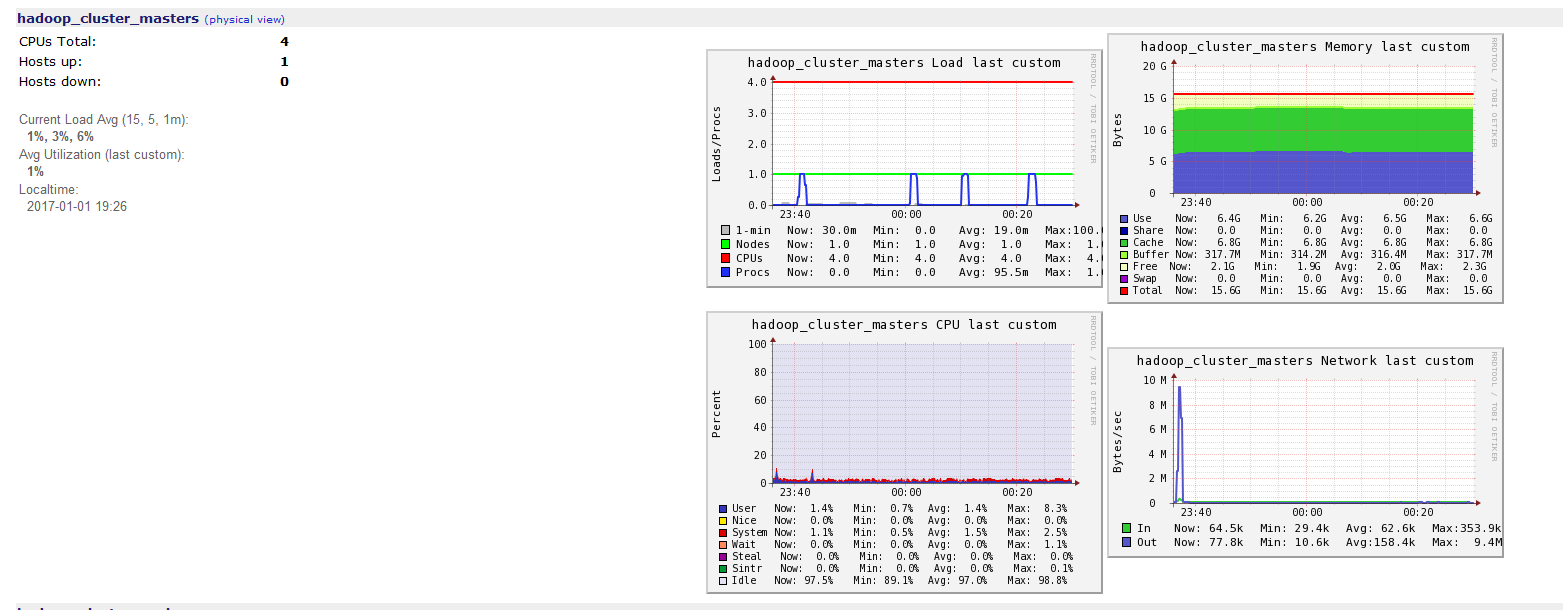 hadoop_cluster_masters (physical view)
CPUs Total: 4
Hosts up: 1
Hosts down: 0
Current Load Avg (15, 5, 1m):
1%, 3%, 6%
Avg Utilization (last custom):
1%
Localtime:
2017-01-01 19:26
hadoop_cluster_masters Load last custom
RRDTOOL / TOBI OETIKER
Loads/Procs
4.0
3.0
2.0
1.0
0.0
23:40 00:00 00:20
1-min Now: 30.0m Min: 0.0 Avg: 19.0m Max:100.
Nodes Now: 1.0 Min: 1.0 Avg: 1.0 Max: 1.
CPUs Now: 4.0 Min: 4.0 Avg: 4.0 Max: 4.
Procs Now: 0.0 Min: 0.0 Avg: 95.5m Max: 1.
hadoop_cluster_masters Memory last custom
RRDTOOL / TOBI OETIKER
Bytes
20 G
15 G
10 G
5 G
0
23:40 00:00 00:20
Use Now: 6.4G Min: 6.2G Avg: 6.5G Max: 6.6G
Share Now: 0.0 Min: 0.0 Avg: 0.0 Max: 0.0
Cache Now: 6.8G Min: 6.8G Avg: 6.8G Max: 6.8G
Buffer Now: 317.7M Min: 314.2M Avg: 316.4M Max: 317.7M
Free Now: 2.1G Min: 1.9G Avg: 2.0G Max: 2.3G
Swap Now: 0.0 Min: 0.0 Avg: 0.0 Max: 0.0
Total Now: 15.6G Min: 15.6G Avg: 15.6G Max: 15.6G
hadoop_cluster_masters CPU last custom
RRDTOOL / TOBI OETIKER
Percent
100
80
60
40
20
0
23:40 00:00 00:20
User Now: 1.4% Min: 0.7% Avg: 1.4% Max: 8.3%
Nice Now: 0.0% Min: 0.0% Avg: 0.0% Max: 0.0%
System Now: 1.1% Min: 0.5% Avg: 1.5% Max: 2.5%
Wait Now: 0.0% Min: 0.0% Avg: 0.0% Max: 1.1%
Steal Now: 0.0% Min: 0.0% Avg: 0.0% Max: 0.0%
Sintr Now: 0.0% Min: 0.0% Avg: 0.0% Max: 0.1%
Idle Now: 97.5% Min: 89.1% Avg: 97.0% Max: 98.8%
hadoop_cluster_masters Network last custom
RRDTOOL / TOBI OETIKER
Bytes/sec
10 M
8 M
6 M
4 M
2 M
0
23:40 00:00 00:20
In Now: 64.5k Min: 29.4k Avg: 62.6k Max:353.9k
Out Now: 77.8k Min: 10.6k Avg:158.4k Max: 9.4M